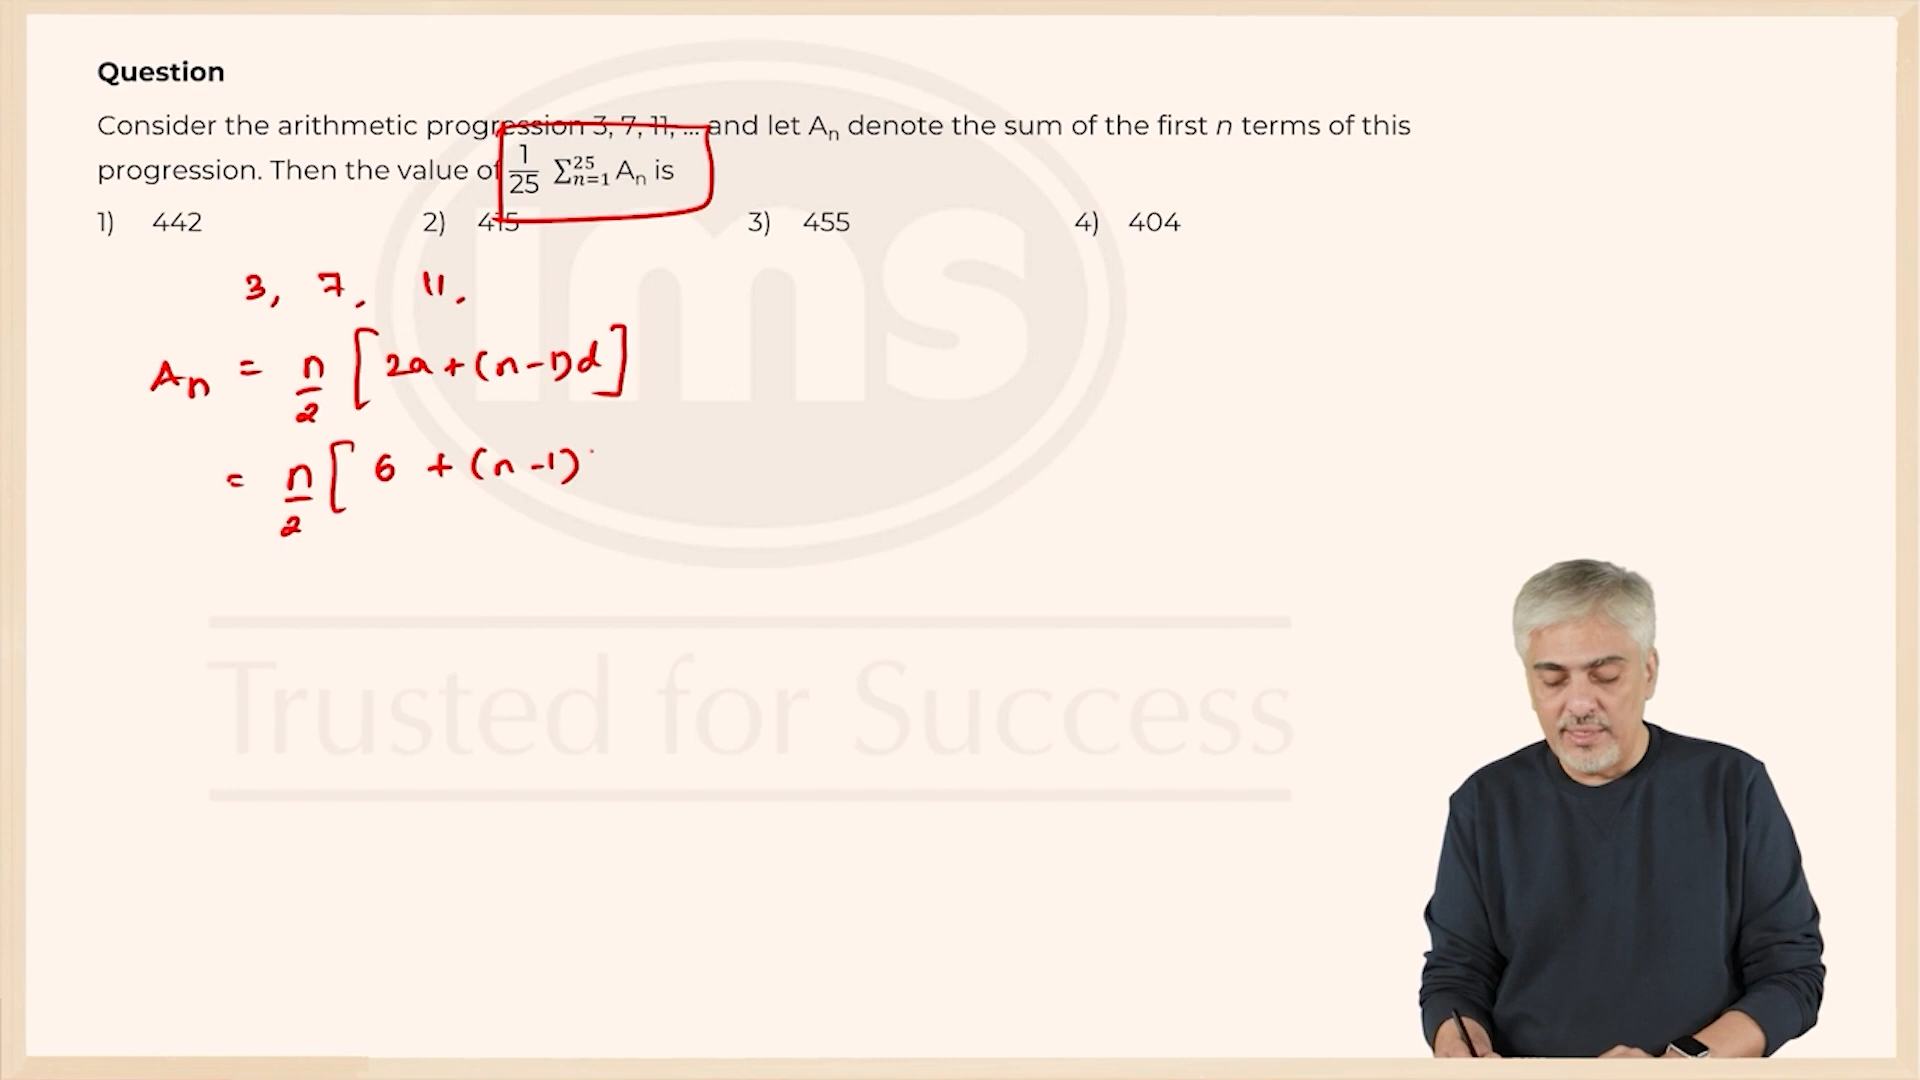 Question
Consider the arithmetic progression 3, 7, 11, ... and let Aₙ denote the sum of the first n terms of this
progression. Then the value of 1/25 ∑²⁵ₙ₌₁ Aₙ is
1) 442 2) 415 3) 455 4) 404
3, 7, 11,
Aₙ = n/2 [2a + (n-1)d]
= n/2 [ 6 + (n-1)
ims
Trusted for Success